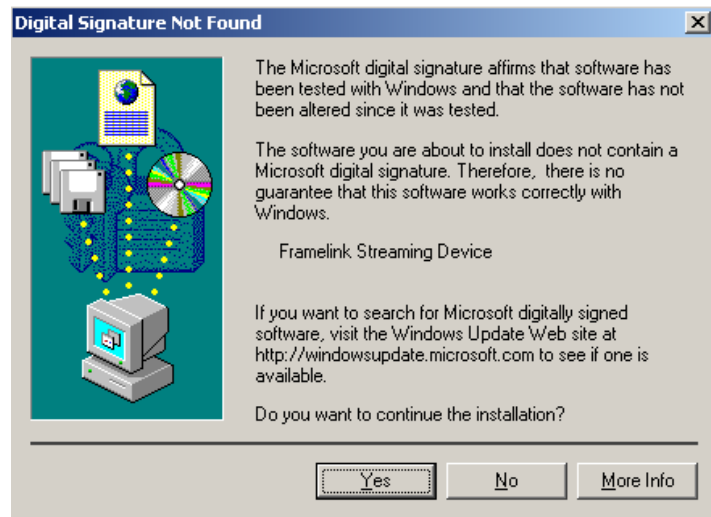 Digital Signature Not Found
The Microsoft digital signature affirms that software has
been tested with Windows and that the software has not
been altered since it was tested.
The software you are about to install does not contain a
Microsoft digital signature. Therefore,  there is no
guarantee that this software works correctly with
Windows.
Framelink Streaming Device
If you want to search for Microsoft digitally signed
software, visit the Windows Update Web site at
http://windowsupdate.microsoft.com to see if one is
available.
Do you want to continue the installation?
Yes No More Info